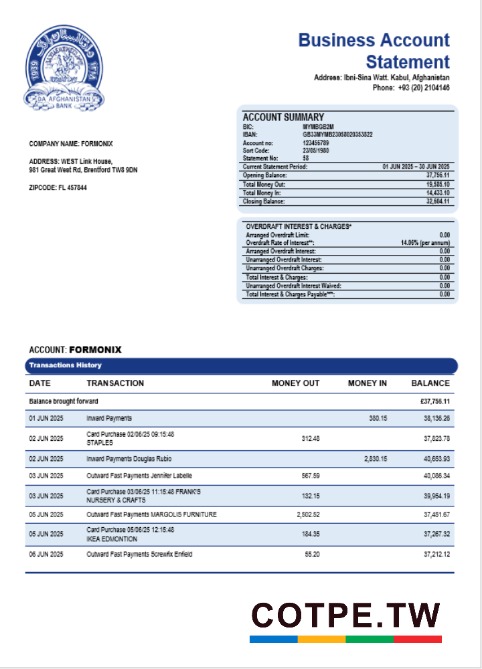 Business Account
Statement
Address: Ibni-Sina Watt. Kabul, Afghanistan
Phone: +93 (20) 2104146
DA AFGHANISTAN
BANK
1939
COMPANY NAME: FORMONIX
ADDRESS: WEST Link House,
981 Great West Rd, Brentford TW8 9DN
ZIPCODE: FL 457844
ACCOUNT SUMMARY
BIC: MYMBGB2M
IBAN: GB33MYMB23058029353822
Account no: 123456789
Sort Code: 23/05/1980
Statement No: 58
Current Statement Period: 01 JUN 2025 – 30 JUN 2025
Opening Balance: 37,756.11
Total Money Out: 19,585.10
Total Money In: 14,433.10
Closing Balance: 32,604.11
OVERDRAFT INTEREST & CHARGES*
Arranged Overdraft Limit: 0.00
Overdraft Rate of Interest**: 14.06% (per annum)
Arranged Overdraft Interest: 0.00
Unarranged Overdraft Interest: 0.00
Unarranged Overdraft Charges: 0.00
Total Interest & Charges: 0.00
Unarranged Overdraft Interest Waived: 0.00
Total Interest & Charges Payable***: 0.00
ACCOUNT: FORMONIX
Transactions History
DATE TRANSACTION MONEY OUT MONEY IN BALANCE
Balance brought forward £37,756.11
01 JUN 2025 Inward Payments 380.15 38,136.26
02 JUN 2025 Card Purchase 02/06/25 09:15:48 STAPLES 312.48 37,823.78
02 JUN 2025 Inward Payments Douglas Rubio 2,830.15 40,653.93
03 JUN 2025 Outward Fast Payments Jennifer Labelle 567.59 40,086.34
03 JUN 2025 Card Purchase 03/06/25 11:15:48 FRANK'S NURSERY & CRAFTS 132.15 39,954.19
05 JUN 2025 Outward Fast Payments MARGOLIS FURNITURE 2,502.52 37,451.67
05 JUN 2025 Card Purchase 05/06/25 12:15:48 IKEA EDMONTION 184.35 37,267.32
06 JUN 2025 Outward Fast Payments Screwfix Enfield 55.20 37,212.12
COTPE.TW